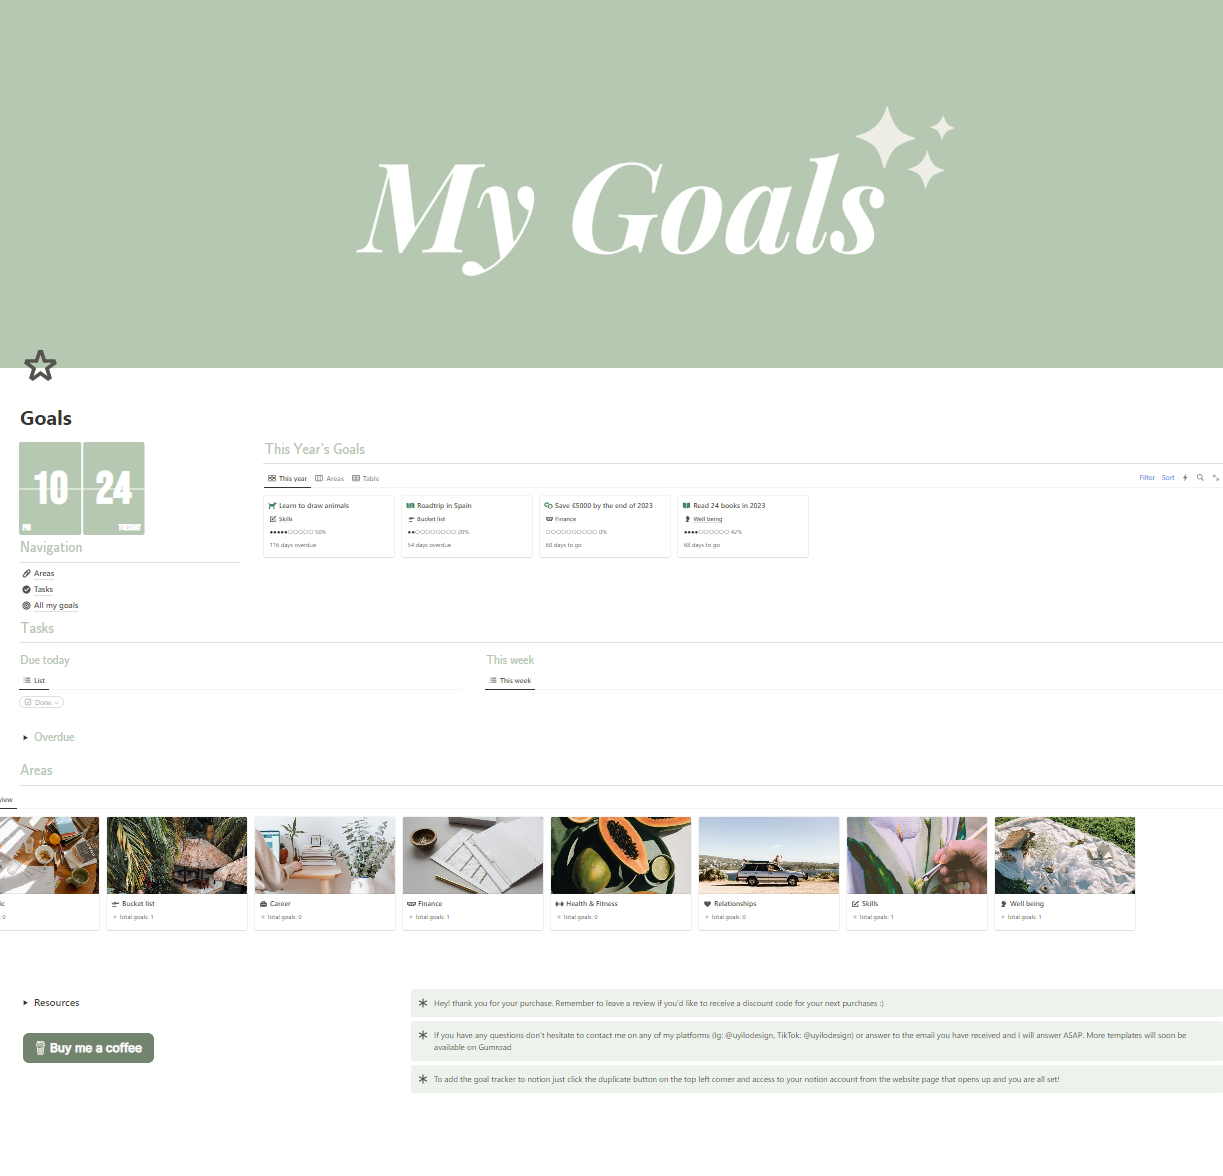 My Goals
Goals
10 24
PM TUESDAY
Navigation
Areas
Tasks
All my goals
This Year's Goals
This year Areas Table
Filter Sort
Learn to draw animals
Skills
●●●●●○○○○○ 50%
116 days overdue
Roadtrip in Spain
Bucket list
●●○○○○○○○○ 20%
54 days overdue
Save €5000 by the end of 2023
Finance
○○○○○○○○○○ 0%
68 days to go
Read 24 books in 2023
Well being
●●●●○○○○○○ 42%
68 days to go
Tasks
Due today
List
Done
This week
This week
Overdue
Areas
view
ic
: 0
Bucket list
Total goals: 1
Career
Total goals: 0
Finance
Total goals: 1
Health & Fitness
Total goals: 0
Relationships
Total goals: 0
Skills
Total goals: 1
Well being
Total goals: 1
Resources
Buy me a coffee
Hey! thank you for your purchase. Remember to leave a review if you'd like to receive a discount code for your next purchases :)
If you have any questions don't hesitate to contact me on any of my platforms (Ig: @uyilodesign, TikTok: @uyilodesign) or answer to the email you have received and I will answer ASAP. More templates will soon be
available on Gumroad
To add the goal tracker to notion just click the duplicate button on the top left corner and access to your notion account from the website page that opens up and you are all set!